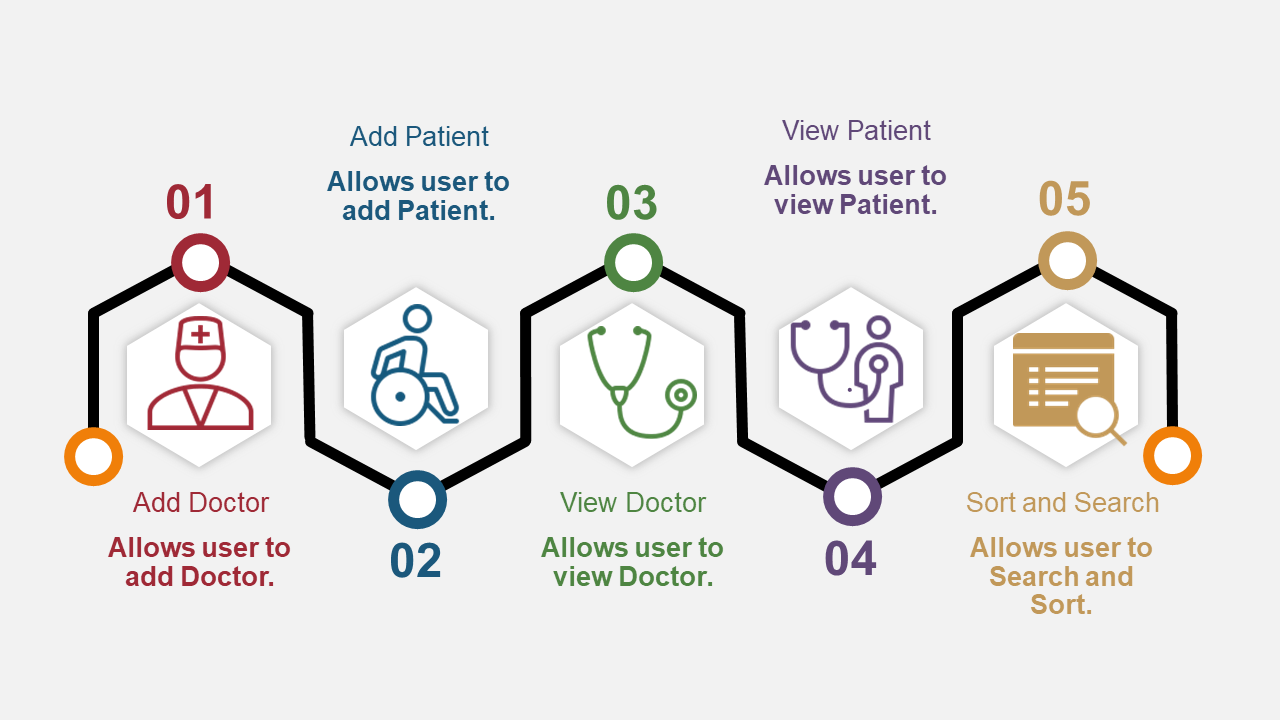 01
Add Doctor
Allows user to
add Doctor.
Add Patient
Allows user to
add Patient.
02
03
View Doctor
Allows user to
view Doctor.
View Patient
Allows user to
view Patient.
04
05
Sort and Search
Allows user to
Search and
Sort.